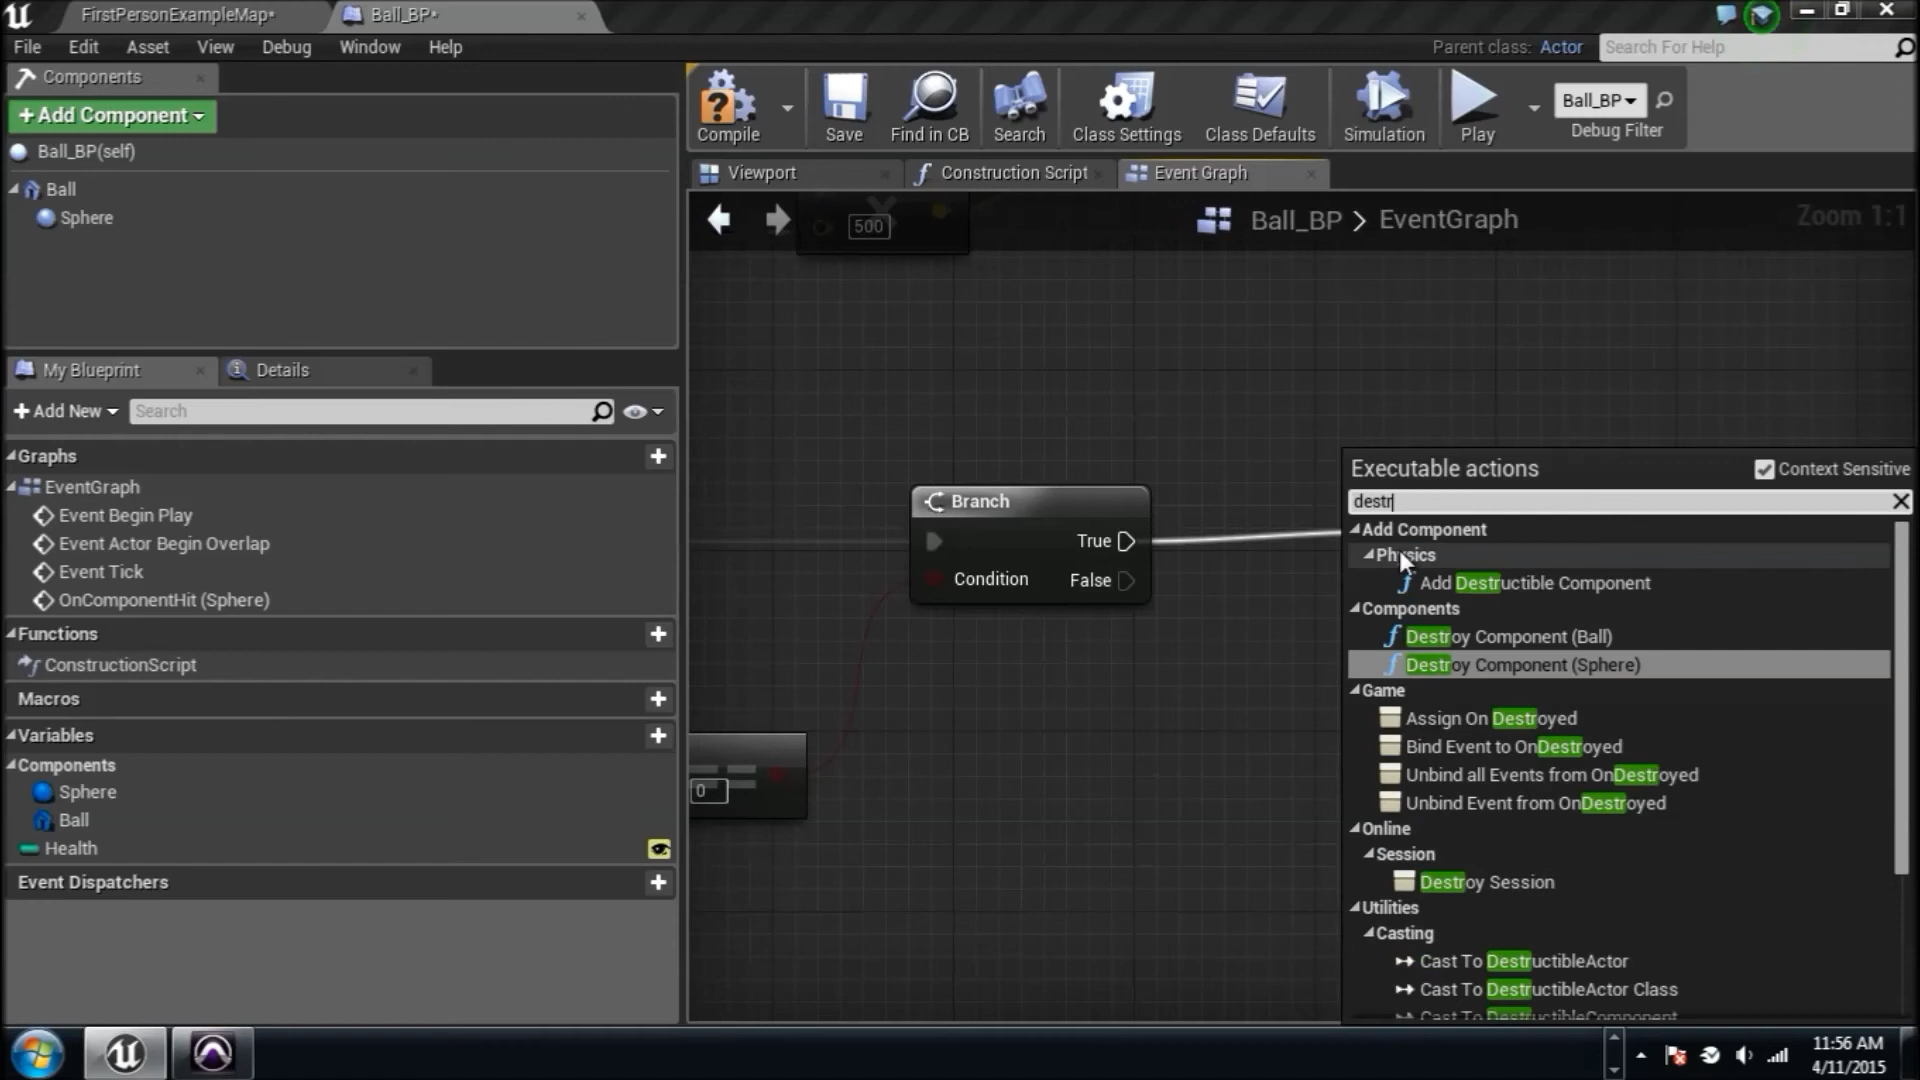 FirstPersonExampleMap*
Ball_BP*
File Edit Asset View Debug Window Help
Parent class: Actor
Search For Help
Components
+ Add Component
Ball_BP(self)
Ball
Sphere
Compile
Save
Find in CB
Search
Class Settings
Class Defaults
Simulation
Play
Ball_BP
Debug Filter
Viewport
Construction Script
Event Graph
Ball_BP > EventGraph
Zoom 1:1
500
My Blueprint
Details
+ Add New
Search
Graphs
EventGraph
Event Begin Play
Event Actor Begin Overlap
Event Tick
OnComponentHit (Sphere)
Functions
ConstructionScript
Macros
Variables
Components
Sphere
Ball
Health
Event Dispatchers
Branch
True
Condition
False
0
Executable actions
Context Sensitive
destr
Add Component
Physics
Add Destructible Component
Components
Destroy Component (Ball)
Destroy Component (Sphere)
Game
Assign On Destroyed
Bind Event to OnDestroyed
Unbind all Events from OnDestroyed
Unbind Event from OnDestroyed
Online
Session
Destroy Session
Utilities
Casting
Cast To DestructibleActor
Cast To DestructibleActor Class
Cast To DestructibleComponent
11:56 AM
4/11/2015